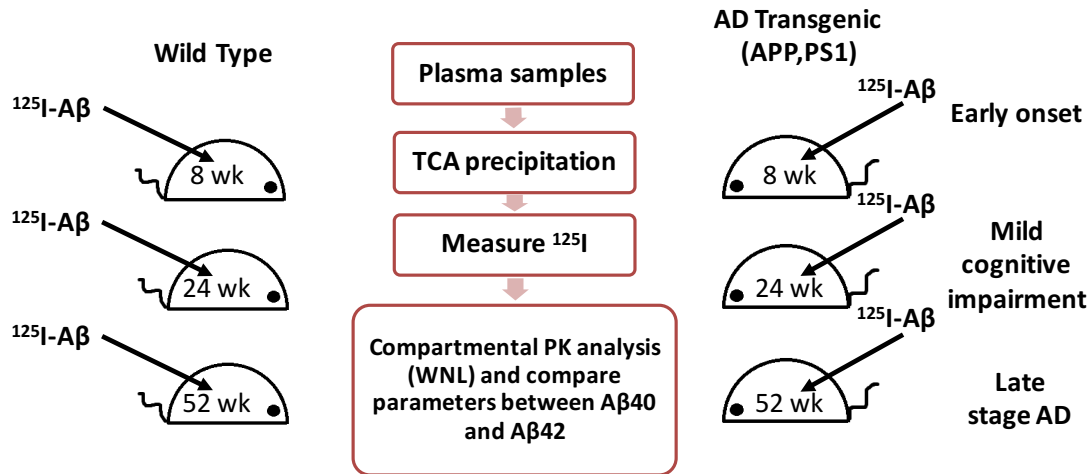 Wild Type
¹²⁵I-Aβ
8 wk
¹²⁵I-Aβ
24 wk
¹²⁵I-Aβ
52 wk
Plasma samples
TCA precipitation
Measure ¹²⁵I
Compartmental PK analysis
(WNL) and compare
parameters between Aβ40
and Aβ42
AD Transgenic
(APP,PS1)
¹²⁵I-Aβ
Early onset
8 wk
¹²⁵I-Aβ
Mild
cognitive
impairment
24 wk
¹²⁵I-Aβ
Late
stage AD
52 wk